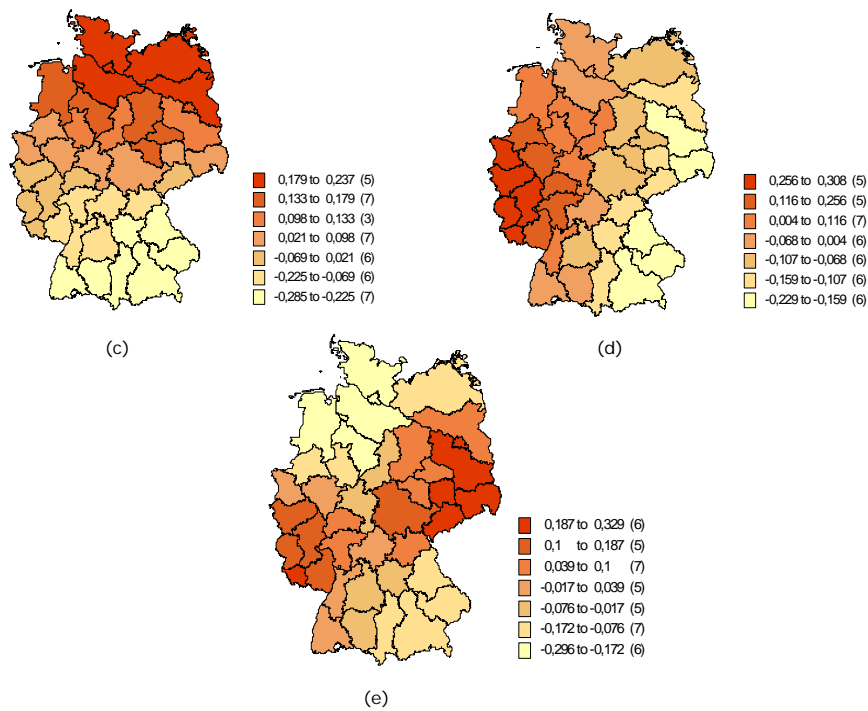 0,179 to 0,237 (5)
0,133 to 0,179 (7)
0,098 to 0,133 (3)
0,021 to 0,098 (7)
-0,069 to 0,021 (6)
-0,225 to -0,069 (6)
-0,285 to -0,225 (7)
(c)
0,256 to 0,308 (5)
0,116 to 0,256 (5)
0,004 to 0,116 (7)
-0,068 to 0,004 (6)
-0,107 to -0,068 (6)
-0,159 to -0,107 (6)
-0,229 to -0,159 (6)
(d)
0,187 to 0,329 (6)
0,1 to 0,187 (5)
0,039 to 0,1 (7)
-0,017 to 0,039 (5)
-0,076 to -0,017 (5)
-0,172 to -0,076 (7)
-0,296 to -0,172 (6)
(e)